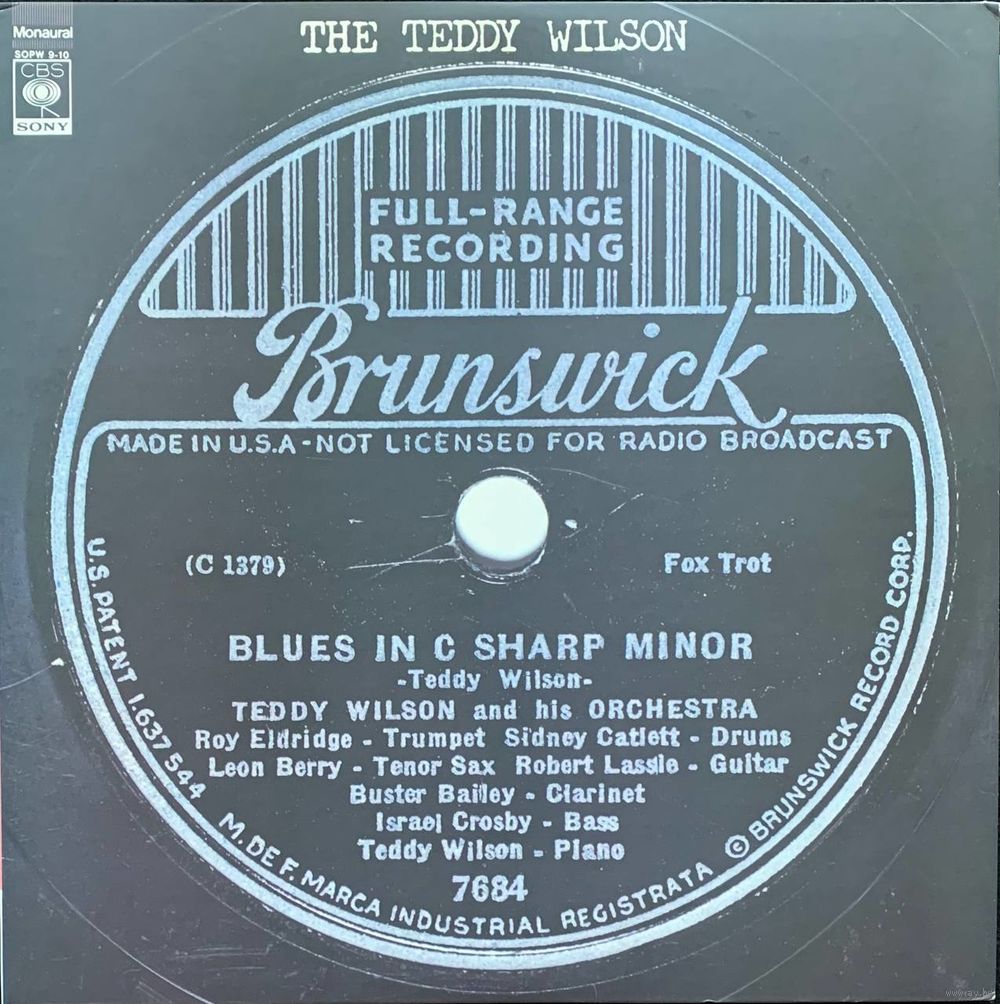 Monaural
SOPW 9-10
CBS
SONY
THE TEDDY WILSON
FULL-RANGE
RECORDING
Brunswick
MADE IN U.S.A-NOT LICENSED FOR RADIO BROADCAST
(C 1379)
Fox Trot
BLUES IN C SHARP MINOR
-Teddy Wilson-
TEDDY WILSON and his ORCHESTRA
Roy Eldridge - Trumpet Sidney Catlett - Drums
Leon Berry - Tenor Sax Robert Lassie - Guitar
Buster Bailey - Clarinet
Israel Crosby - Bass
Teddy Wilson - Piano
7684
U.S. PATENT 1.637 544
M. DE F. MARCA INDUSTRIAL REGISTRATA
© BRUNSWICK RECORD CORP.